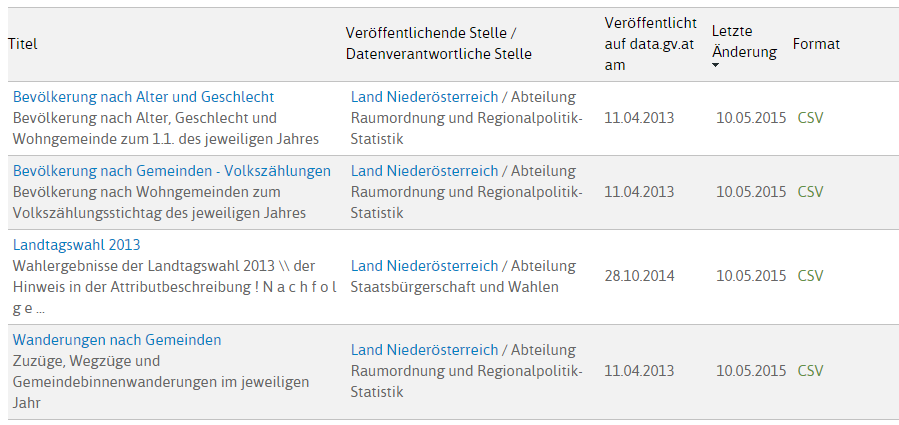 Titel
Veröffentlichende Stelle /
Datenverantwortliche Stelle
Veröffentlicht
auf data.gv.at
am
Letzte
Änderung
Format
Bevölkerung nach Alter und Geschlecht
Bevölkerung nach Alter, Geschlecht und
Wohngemeinde zum 1.1. des jeweiligen Jahres
Land Niederösterreich / Abteilung
Raumordnung und Regionalpolitik-
Statistik
11.04.2013
10.05.2015
CSV
Bevölkerung nach Gemeinden - Volkszählungen
Bevölkerung nach Wohngemeinden zum
Volkszählungsstichtag des jeweiligen Jahres
Land Niederösterreich / Abteilung
Raumordnung und Regionalpolitik-
Statistik
11.04.2013
10.05.2015
CSV
Landtagswahl 2013
Wahlergebnisse der Landtagswahl 2013 \\ der
Hinweis in der Attributbeschreibung ! N a c h f o l
g e ...
Land Niederösterreich / Abteilung
Staatsbürgerschaft und Wahlen
28.10.2014
10.05.2015
CSV
Wanderungen nach Gemeinden
Zuzüge, Wegzüge und
Gemeindebinnenwanderungen im jeweiligen
Jahr
Land Niederösterreich / Abteilung
Raumordnung und Regionalpolitik-
Statistik
11.04.2013
10.05.2015
CSV